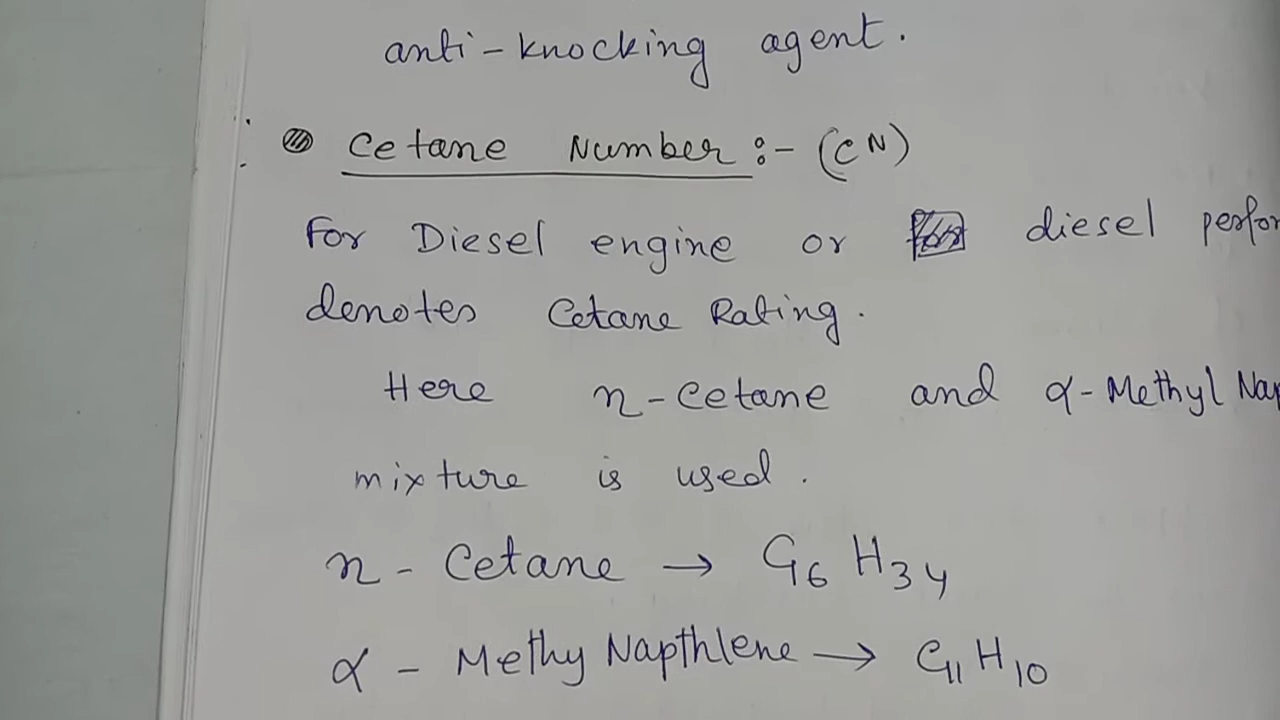 anti-knocking agent.
Cetane Number :- (CN)
For Diesel engine or diesel perfor
denotes Cetane Rating.
Here n-cetane and α-Methyl Nap
mixture is used.
n - Cetane → C₁₆ H₃₄
α - Methy Napthlene → C₁₁ H₁₀